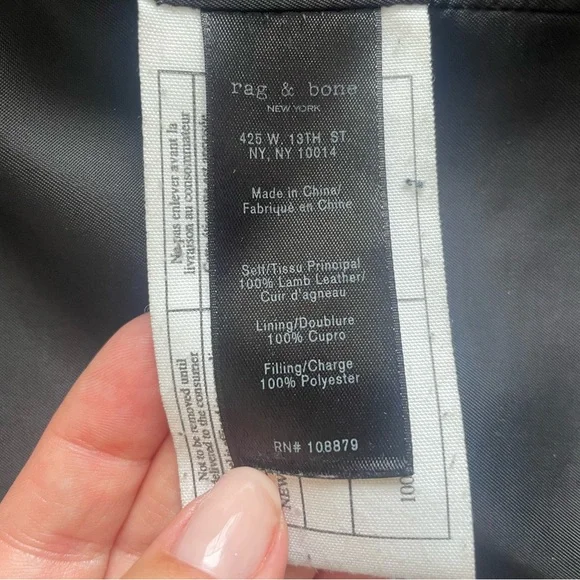 rag & bone
NEW YORK
425 W. 13TH ST.
NY, NY 10014
Made in China/
Fabriqué en Chine
Self/Tissu Principal
100% Lamb Leather/
Cuir d'agneau
Lining/Doublure
100% Cupro
Filling/Charge
100% Polyester
RN# 108879
Ne pas enlever avant la
livraison au consommateur
Not to be removed until
delivered to the consumer
NEW
100